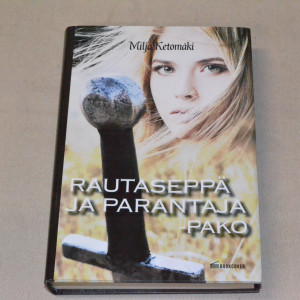 Milja Ketomäki
RAUTASEPPÄ
JA PARANTAJA
-PAKO